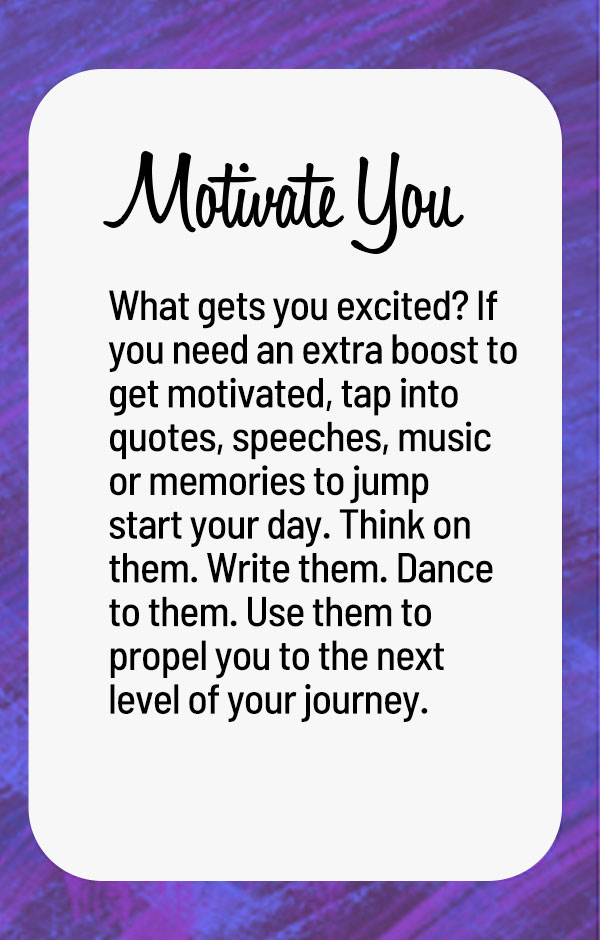 Motivate You
What gets you excited? If
you need an extra boost to
get motivated, tap into
quotes, speeches, music
or memories to jump
start your day. Think on
them. Write them. Dance
to them. Use them to
propel you to the next
level of your journey.